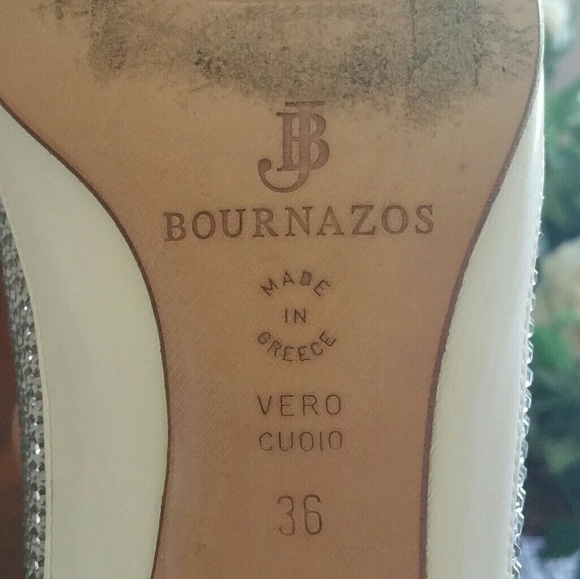 JB
BOURNAZOS
MADE
IN
GREECE
VERO
CUOIO
36